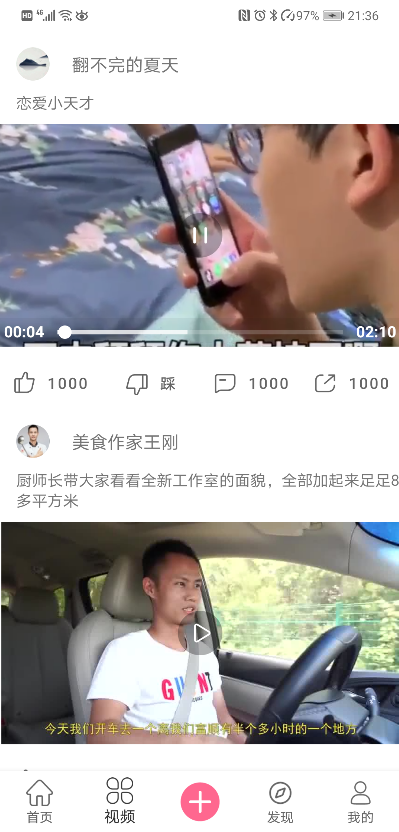 HD 4G 97% 21:36
翻不完的夏天
恋爱小天才
00:04 02:10
1000 踩 1000 1000
美食作家王刚
厨师长带大家看看全新工作室的面貌，全部加起来足足8
多平方米
今天我们开车去一个离我们富顺有半个多小时的一个地方
首页 视频 发现 我的